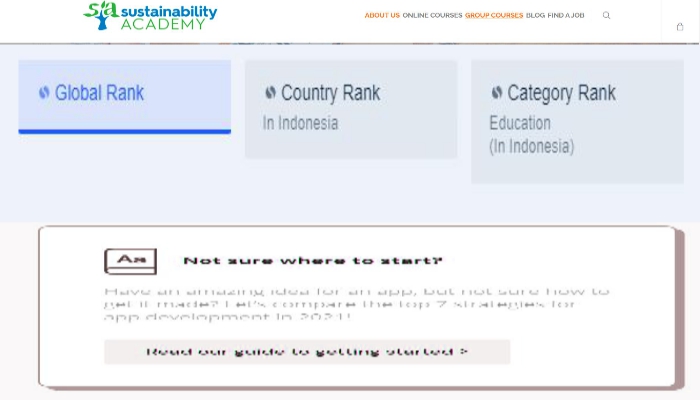 sa sustainability
ACADEMY
ABOUT US ONLINE COURSES GROUP COURSES BLOG FIND A JOB
Global Rank
Country Rank
In Indonesia
Category Rank
Education
(In Indonesia)
Aa
Not sure where to start?
Have an amazing idea for an app, but not sure how to
get it made? Let's compare the top 7 strategies for
app development in 2021!
Read our guide to getting started >